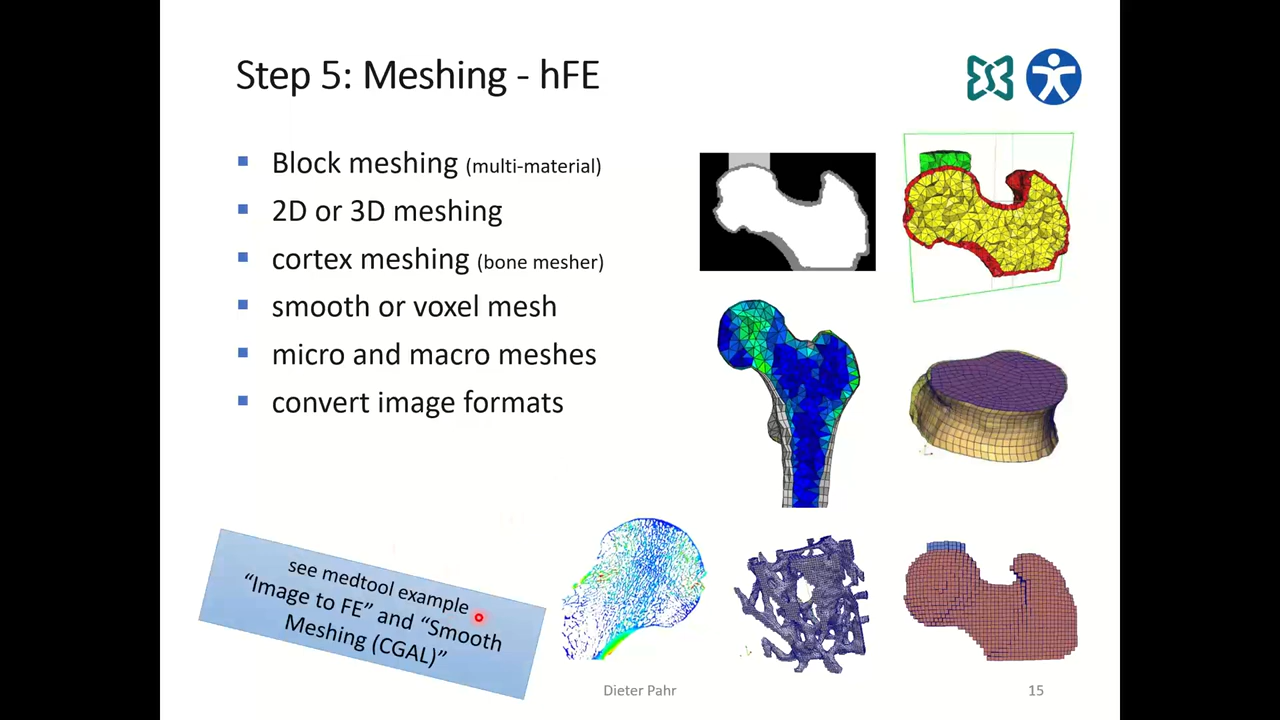 Step 5: Meshing - hFE
Block meshing (multi-material)
2D or 3D meshing
cortex meshing (bone mesher)
smooth or voxel mesh
micro and macro meshes
convert image formats
see medtool example
“Image to FE” and “Smooth
Meshing (CGAL)”
Dieter Pahr
15